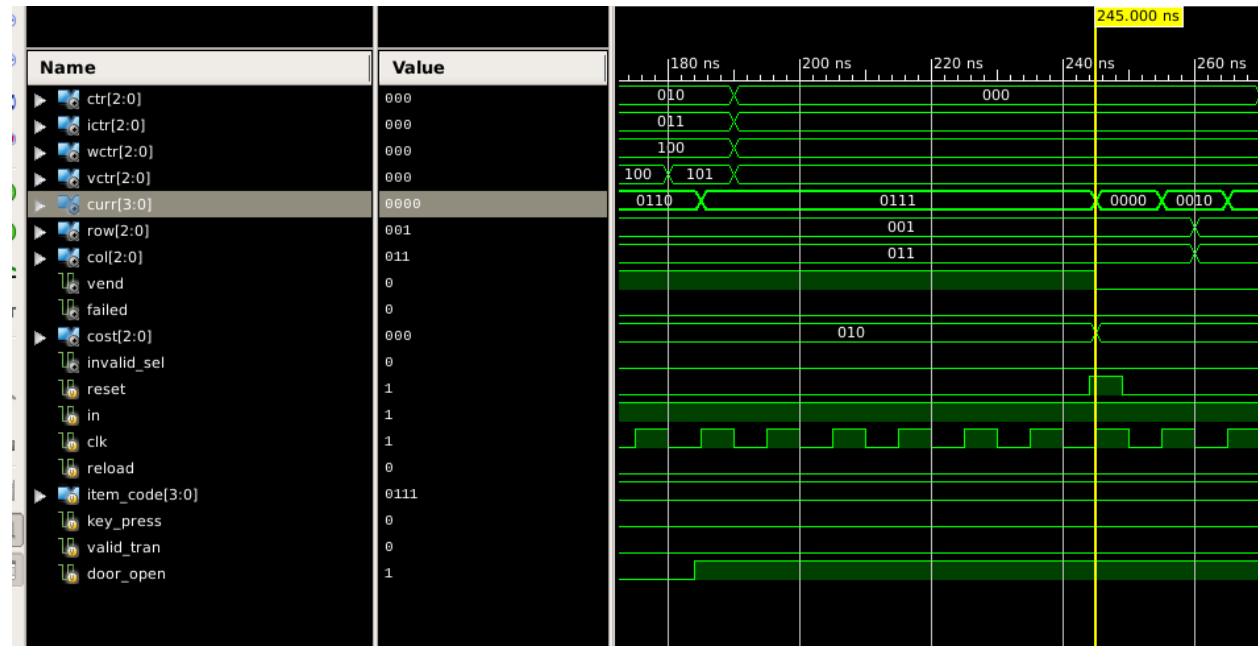 245.000 ns
Name Value 180 ns 200 ns 220 ns 240 ns 260 ns
ctr[2:0] 000 010 000
ictr[2:0] 000 011
wctr[2:0] 000 100
vctr[2:0] 000 100 101
curr[3:0] 0000 0110 0111 0000 0010
row[2:0] 001 001
col[2:0] 011 011
vend 0
failed 0
cost[2:0] 000 010
invalid_sel 0
reset 1
in 1
clk 1
reload 0
item_code[3:0] 0111
key_press 0
valid_tran 0
door_open 1